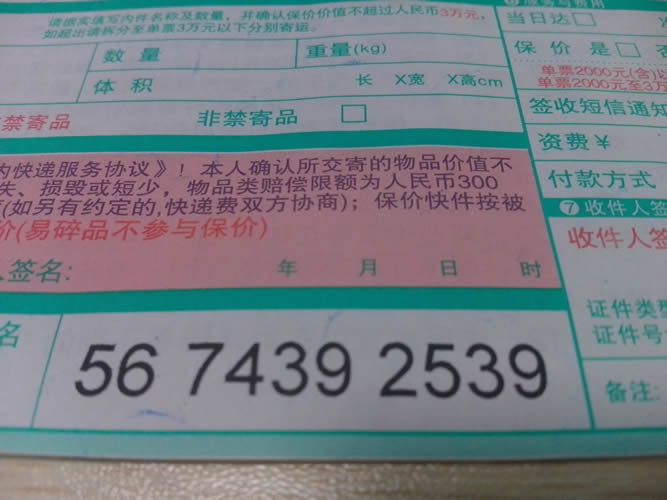 请据实填写内件名称及数量，并确认保价价值不超过人民币3万元，
如超出请拆分至单票3万元以下分别寄运。
数量
重量(kg)
体积
长 X宽 X高cm
禁寄品
非禁寄品 □
内快递服务协议》！本人确认所交寄的物品价值不
失、损毁或短少，物品类赔偿限额为人民币300
(如另有约定的,快递费双方协商)；保价快件按被
价(易碎品不参与保价)
人签名:
年 月 日 时
名
56 7439 2539
服务与费用
当日达□
保价 是□ 否
单票2000元(含)以
单票2000元至3万
签收短信通知
资费￥
付款方式
⑦ 收件人签
收件人签
证件类型
证件号
备注: